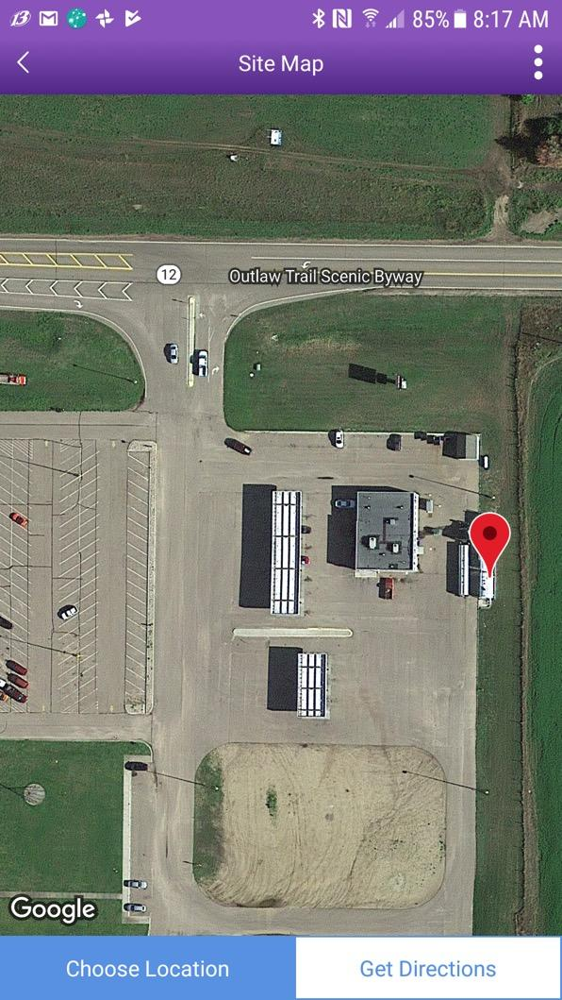 85% 8:17 AM
Site Map
12
Outlaw Trail Scenic Byway
Google
Choose Location
Get Directions